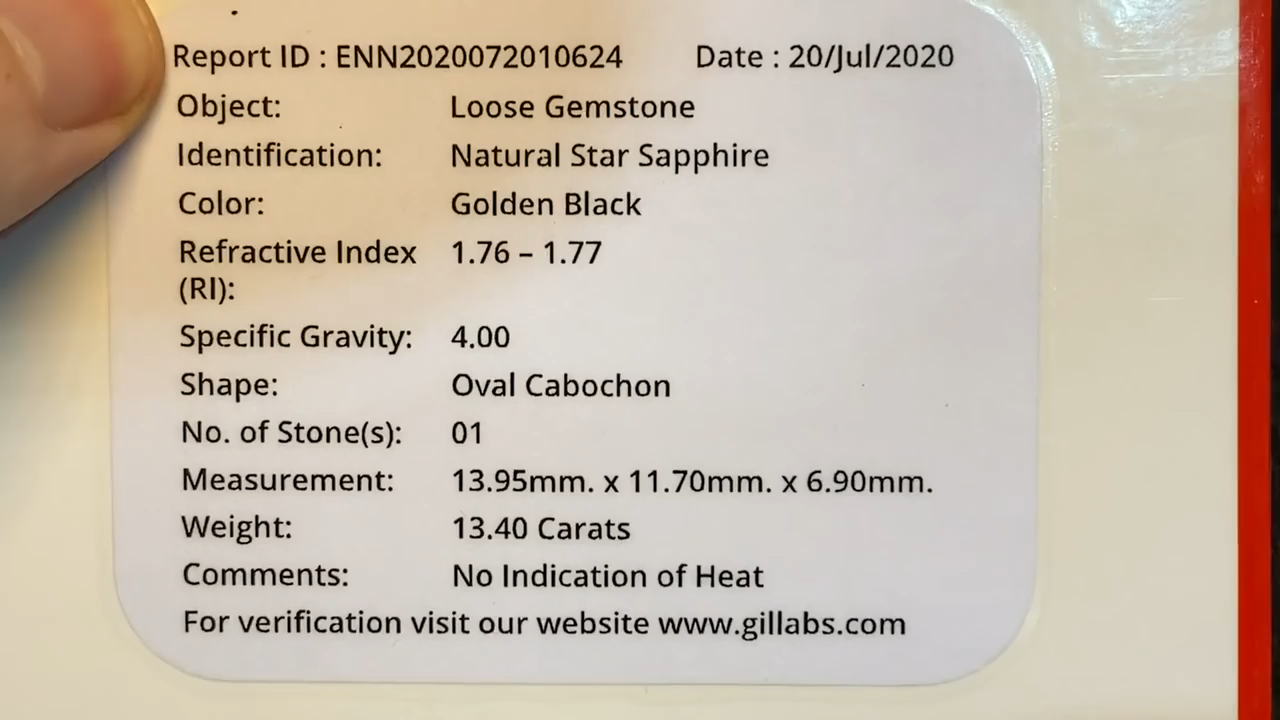 Report ID : ENN2020072010624 Date : 20/Jul/2020
Object: Loose Gemstone
Identification: Natural Star Sapphire
Color: Golden Black
Refractive Index 1.76 – 1.77
(RI):
Specific Gravity: 4.00
Shape: Oval Cabochon
No. of Stone(s): 01
Measurement: 13.95mm. x 11.70mm. x 6.90mm.
Weight: 13.40 Carats
Comments: No Indication of Heat
For verification visit our website www.gillabs.com